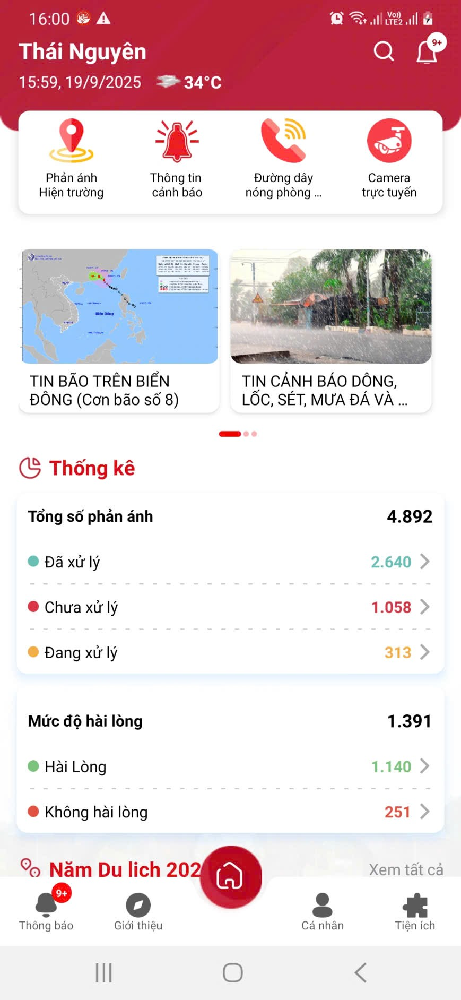 16:00
Vo))
LTE2
Thái Nguyên
9+
15:59, 19/9/2025 34°C
Phản ánh
Hiện trường
Thông tin
cảnh báo
Đường dây
nóng phòng ...
Camera
trực tuyến
Biển Đông
TIN BÃO TRÊN BIỂN
ĐÔNG (Cơn bão số 8)
TIN CẢNH BÁO DÔNG,
LỐC, SÉT, MƯA ĐÁ VÀ ...
Thống kê
Tổng số phản ánh 4.892
Đã xử lý 2.640
Chưa xử lý 1.058
Đang xử lý 313
Mức độ hài lòng 1.391
Hài Lòng 1.140
Không hài lòng 251
Năm Du lich 202
Xem tất cả
9+
Thông báo
Giới thiệu
Cá nhân
Tiện ích